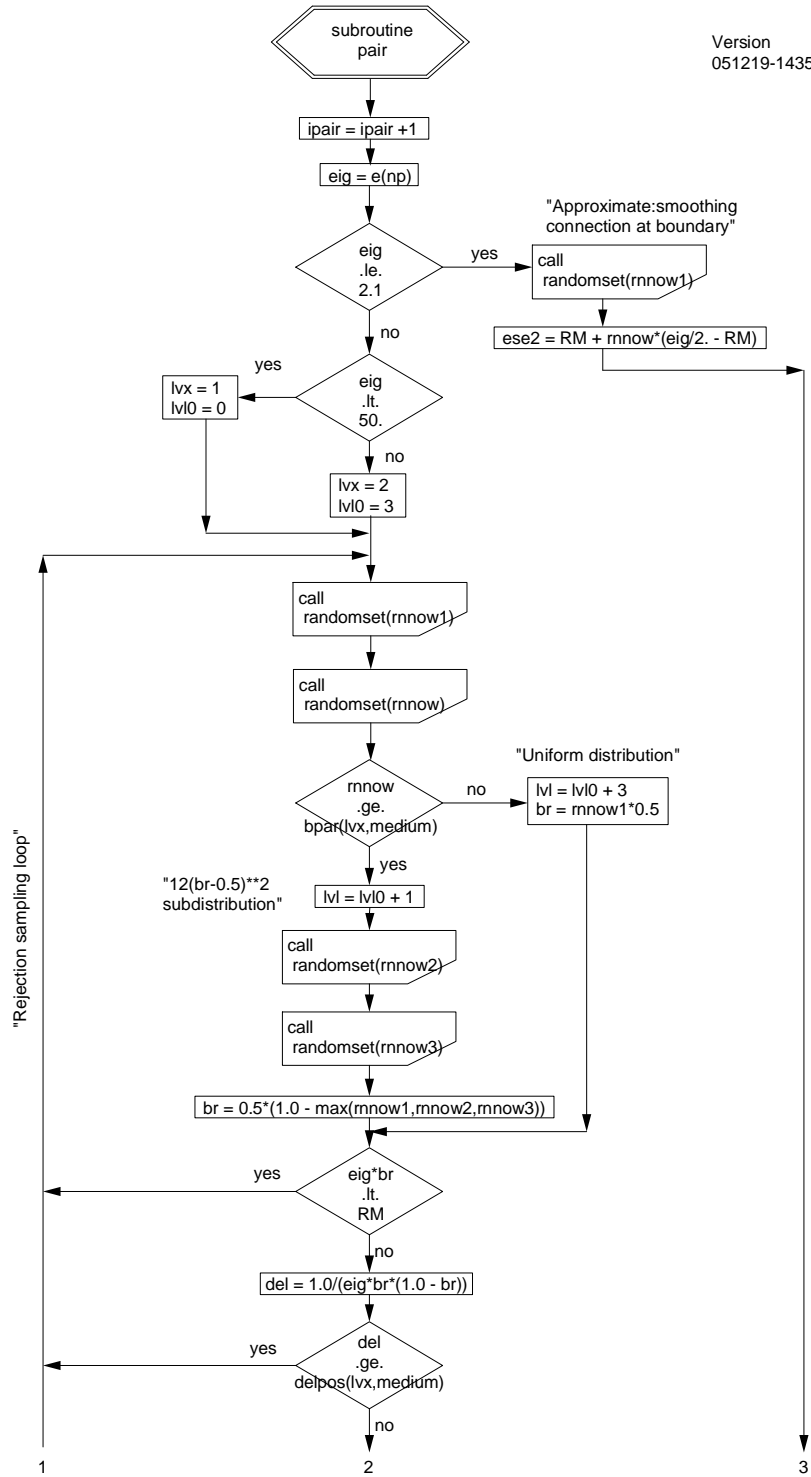 subroutine
pair
Version
051219-1435
ipair = ipair +1
eig = e(np)
"Approximate:smoothing
connection at boundary"
eig
.le.
2.1
yes
call
randomset(rnnow1)
no
ese2 = RM + rnnow*(eig/2. - RM)
yes
eig
.lt.
50.
lvx = 1
lvl0 = 0
no
lvx = 2
lvl0 = 3
call
randomset(rnnow1)
call
randomset(rnnow)
"Uniform distribution"
rnnow
.ge.
bpar(lvx,medium)
no
lvl = lvl0 + 3
br = rnnow1*0.5
yes
"12(br-0.5)**2
subdistribution"
lvl = lvl0 + 1
call
randomset(rnnow2)
call
randomset(rnnow3)
"Rejection sampling loop"
br = 0.5*(1.0 - max(rnnow1,rnnow2,rnnow3))
yes
eig*br
.lt.
RM
no
del = 1.0/(eig*br*(1.0 - br))
yes
del
.ge.
delpos(lvx,medium)
no
1
2
3